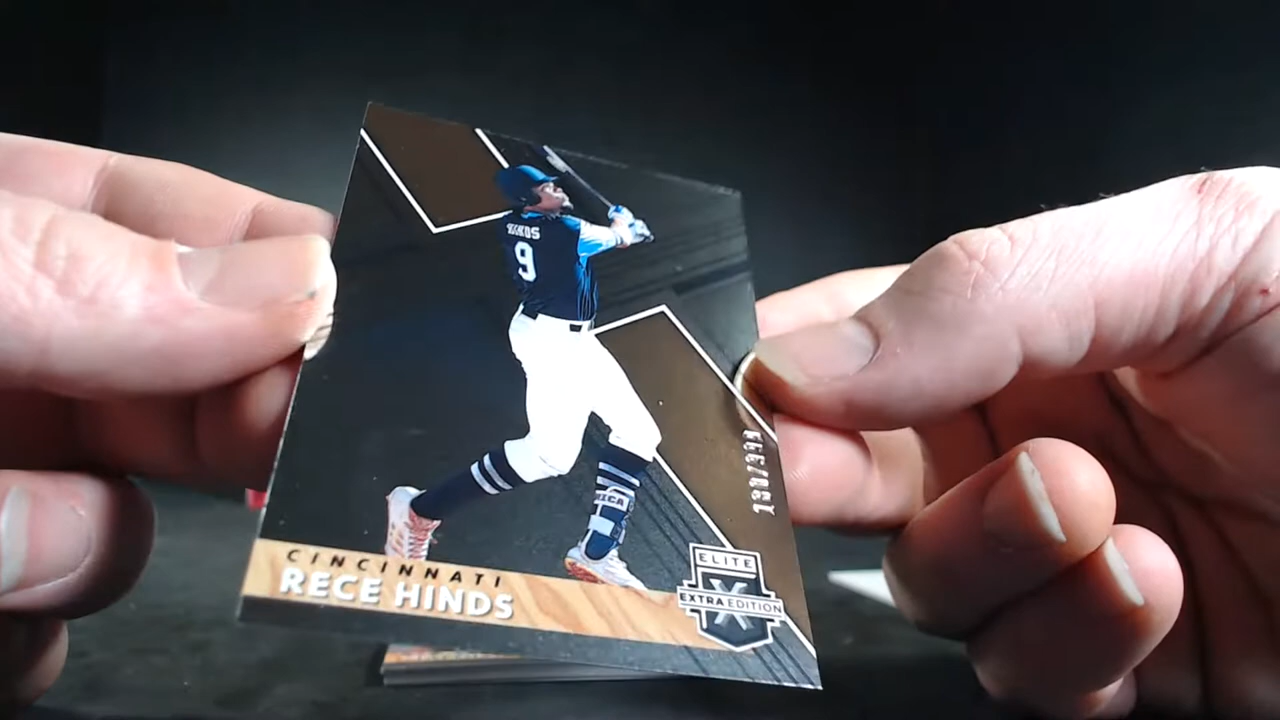 HINDS
9
CINCINNATI
RECE HINDS
ELITE
X
EXTRA EDITION